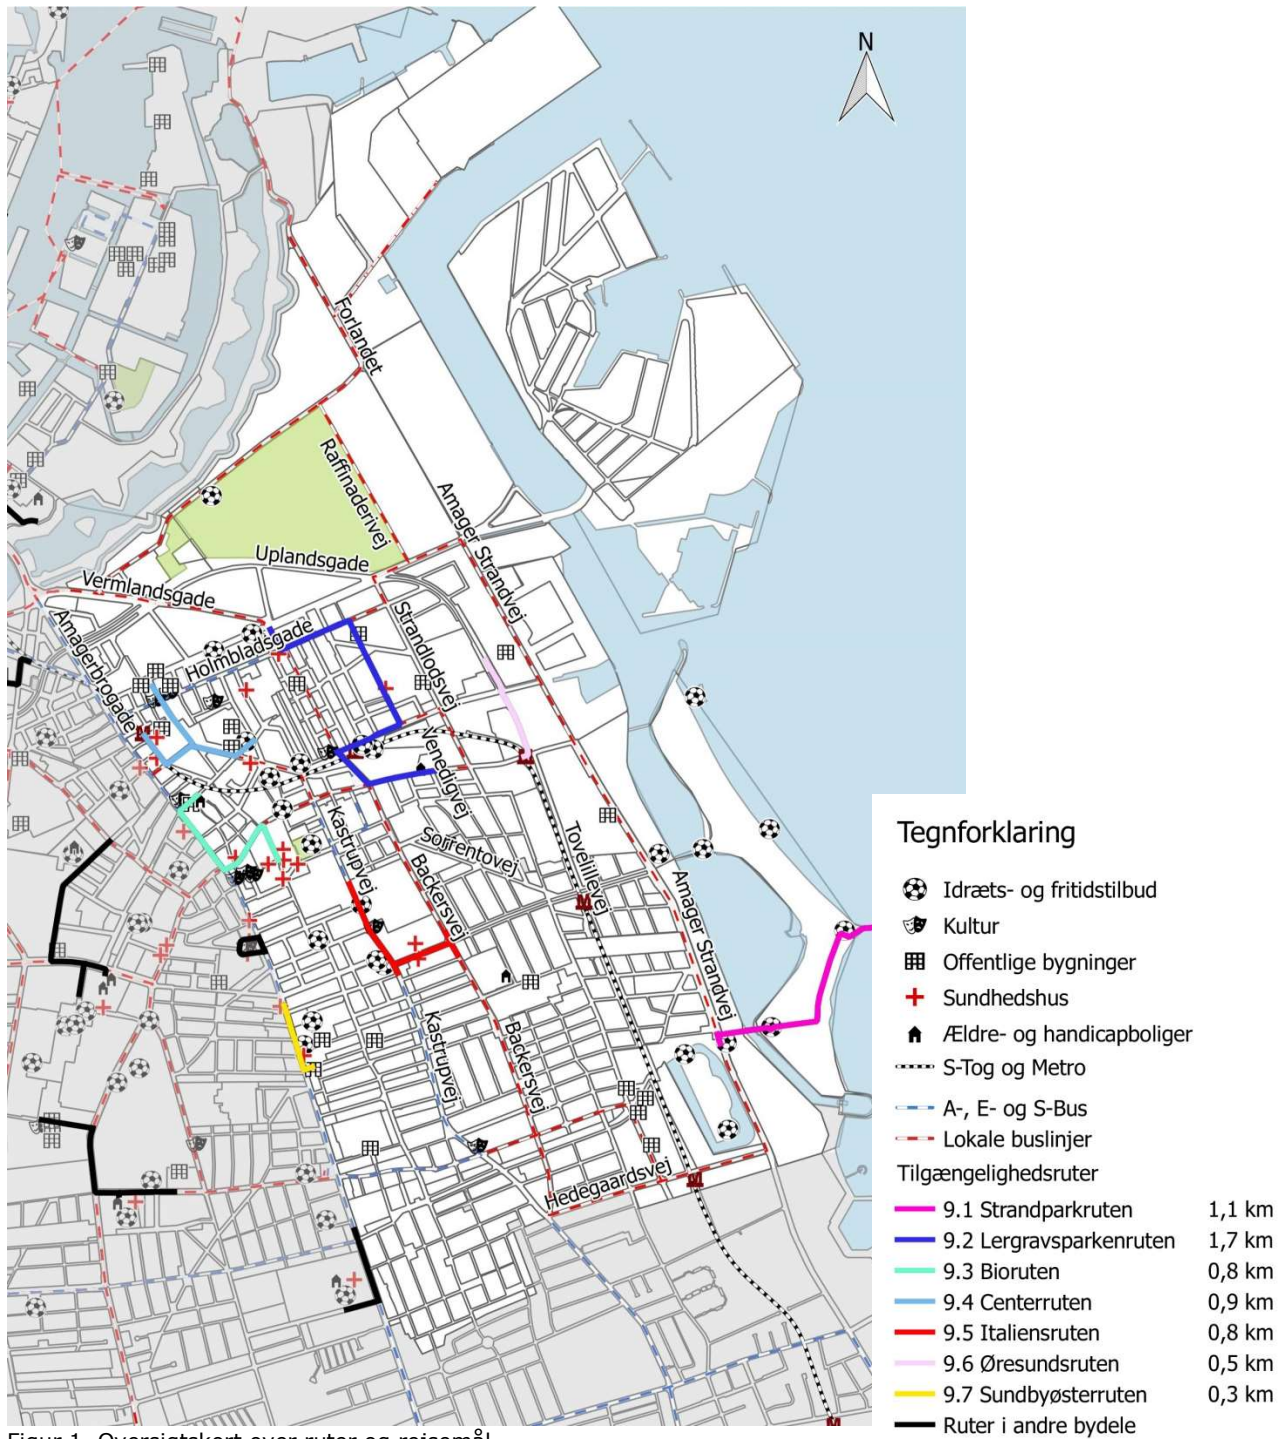 N
Forlandet
Raffinaderivej
Amager Strandvej
Uplandsgade
Vermlandsgade
Strandlodsvej
Amagerbrogade
Holmbladsgade
Venedigvej
Kastrupvej
Sorrentovej
Tovelillevej
Backersvej
Amager Strandvej
Kastrupvej
Backersvej
Hedegaardsvej
M
M
M
M
Tegnforklaring
Idræts- og fritidstilbud
Kultur
Offentlige bygninger
Sundhedshus
Ældre- og handicapboliger
S-Tog og Metro
A-, E- og S-Bus
Lokale buslinjer
Tilgængelighedsruter
9.1 Strandparkruten 1,1 km
9.2 Lergravsparkenruten 1,7 km
9.3 Bioruten 0,8 km
9.4 Centerruten 0,9 km
9.5 Italiensruten 0,8 km
9.6 Øresundsruten 0,5 km
9.7 Sundbyøsterruten 0,3 km
Ruter i andre bydele
Figur 1 Oversigtskort over ruter og rejsemål